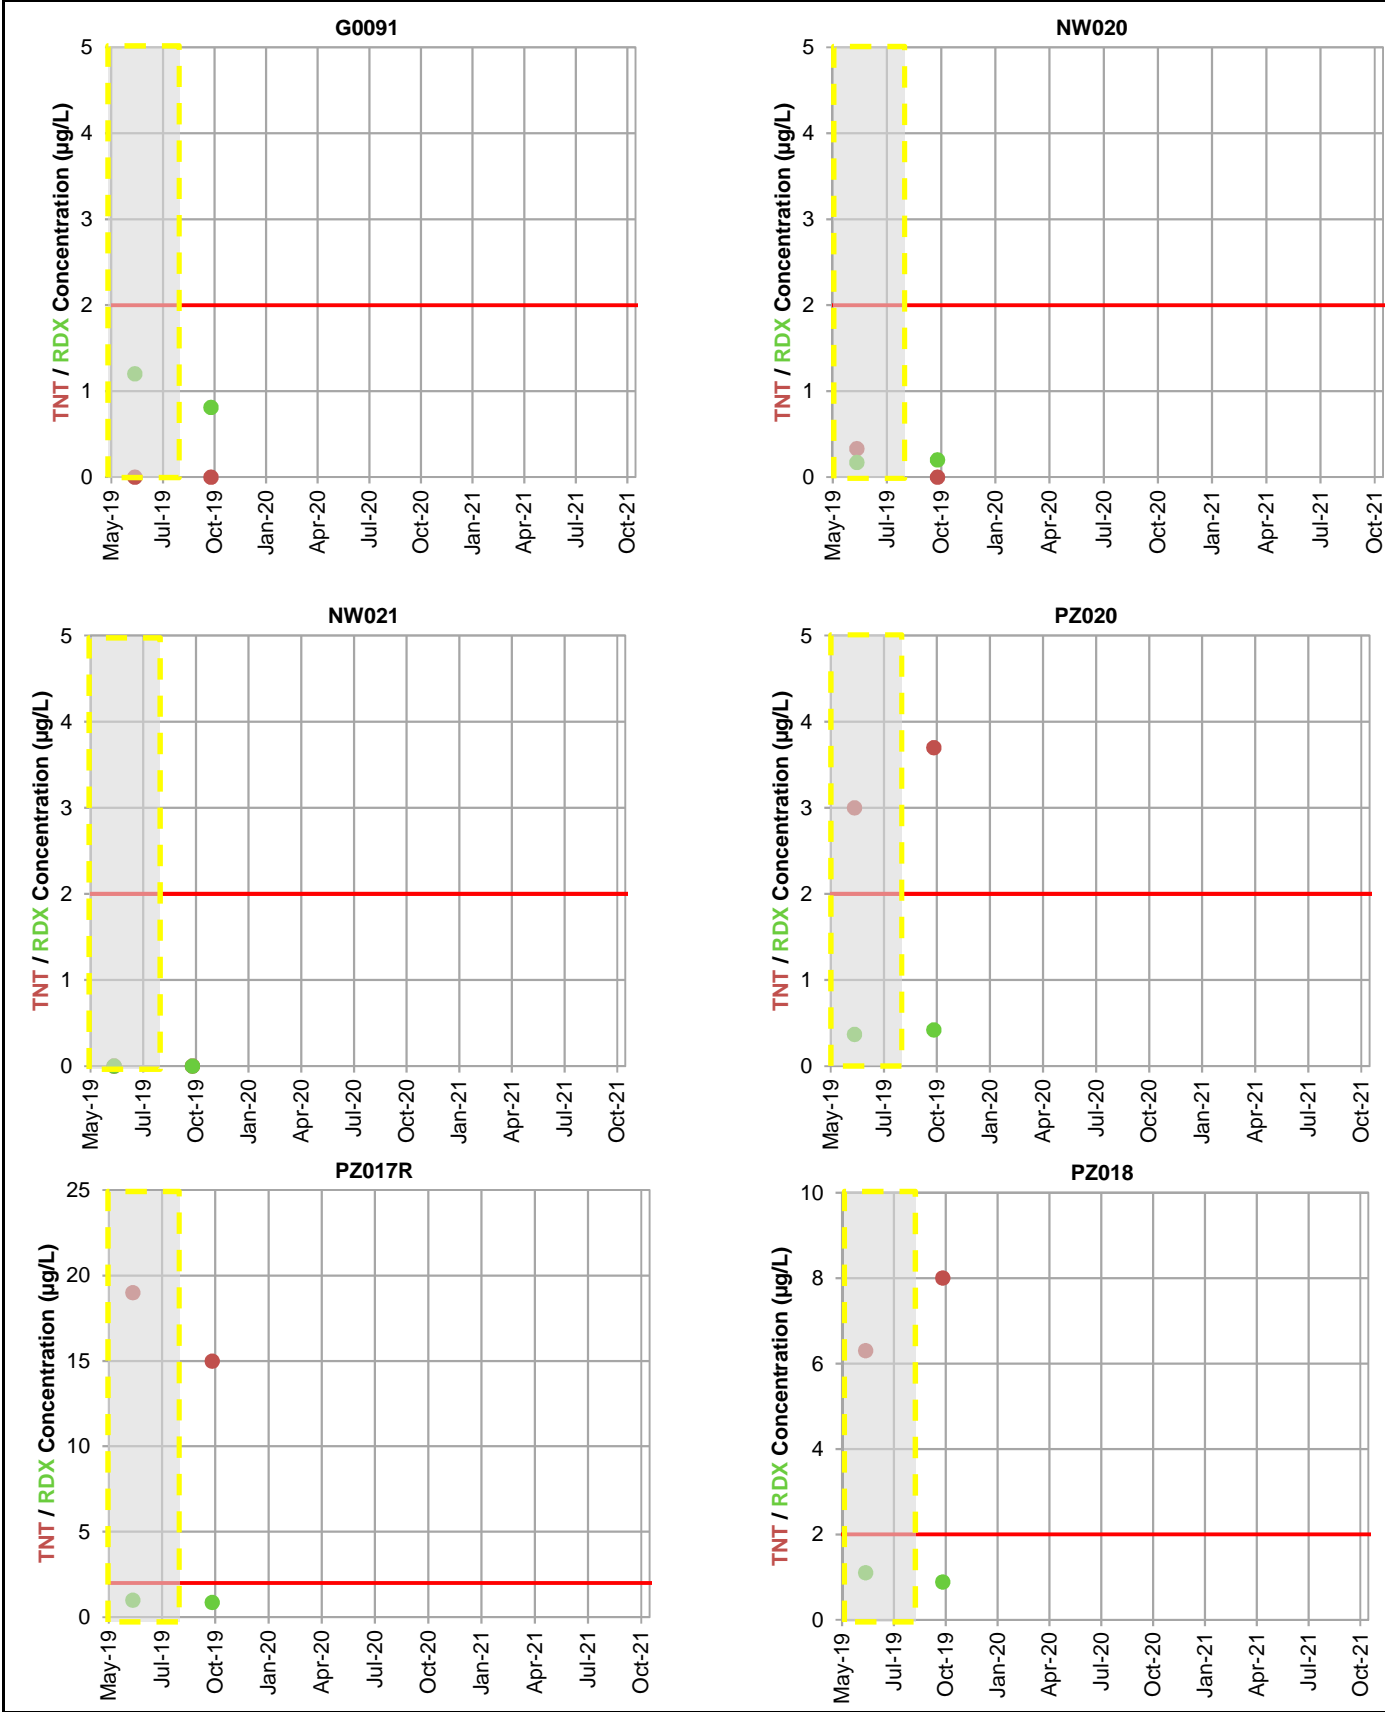 G0091
TNT / RDX Concentration (µg/L)
5
4
3
2
1
0
May-19
Jul-19
Oct-19
Jan-20
Apr-20
Jul-20
Oct-20
Jan-21
Apr-21
Jul-21
Oct-21
NW020
TNT / RDX Concentration (µg/L)
5
4
3
2
1
0
May-19
Jul-19
Oct-19
Jan-20
Apr-20
Jul-20
Oct-20
Jan-21
Apr-21
Jul-21
Oct-21
NW021
TNT / RDX Concentration (µg/L)
5
4
3
2
1
0
May-19
Jul-19
Oct-19
Jan-20
Apr-20
Jul-20
Oct-20
Jan-21
Apr-21
Jul-21
Oct-21
PZ020
TNT / RDX Concentration (µg/L)
5
4
3
2
1
0
May-19
Jul-19
Oct-19
Jan-20
Apr-20
Jul-20
Oct-20
Jan-21
Apr-21
Jul-21
Oct-21
PZ017R
TNT / RDX Concentration (µg/L)
25
20
15
10
5
0
May-19
Jul-19
Oct-19
Jan-20
Apr-20
Jul-20
Oct-20
Jan-21
Apr-21
Jul-21
Oct-21
PZ018
TNT / RDX Concentration (µg/L)
10
8
6
4
2
0
May-19
Jul-19
Oct-19
Jan-20
Apr-20
Jul-20
Oct-20
Jan-21
Apr-21
Jul-21
Oct-21